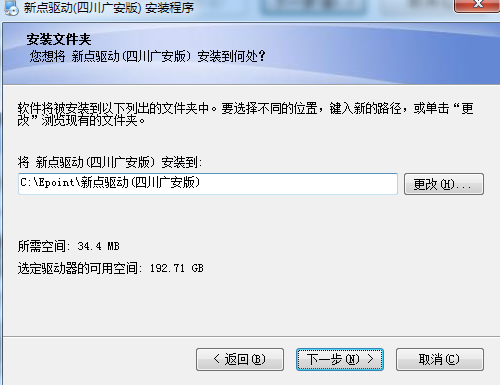 新点驱动(四川广安版) 安装程序
安装文件夹
您想将 新点驱动(四川广安版) 安装到何处？
软件将被安装到以下列出的文件夹中。要选择不同的位置，键入新的路径，或单击“更
改”浏览现有的文件夹。
将 新点驱动(四川广安版) 安装到:
C:\Epoint\新点驱动(四川广安版)
更改(H)...
所需空间: 34.4 MB
选定驱动器的可用空间: 192.71 GB
< 返回(B)
下一步(N) >
取消(C)